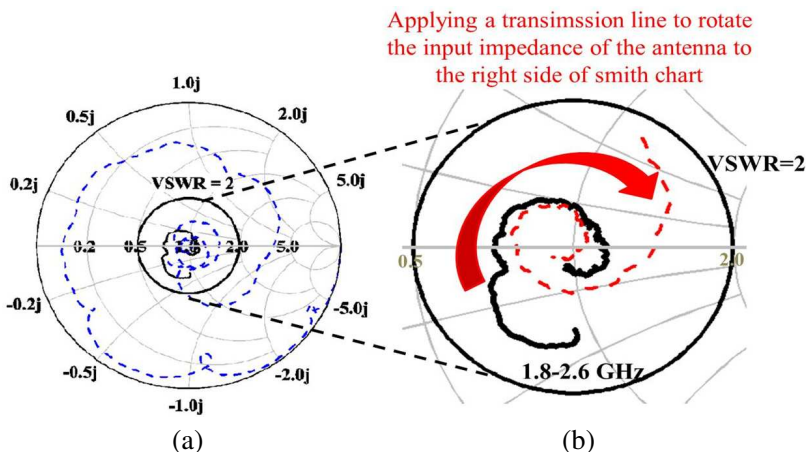 Applying a transimssion line to rotate
the input impedance of the antenna to
the right side of smith chart
1.0j
0.5j
2.0j
VSWR = 2
0.2j
5.0j
0.2
0.5
1.0
2.0
5.0
-0.2j
-5.0j
-0.5j
-2.0j
-1.0j
VSWR=2
0.5
2.0
1.8-2.6 GHz
(a)
(b)